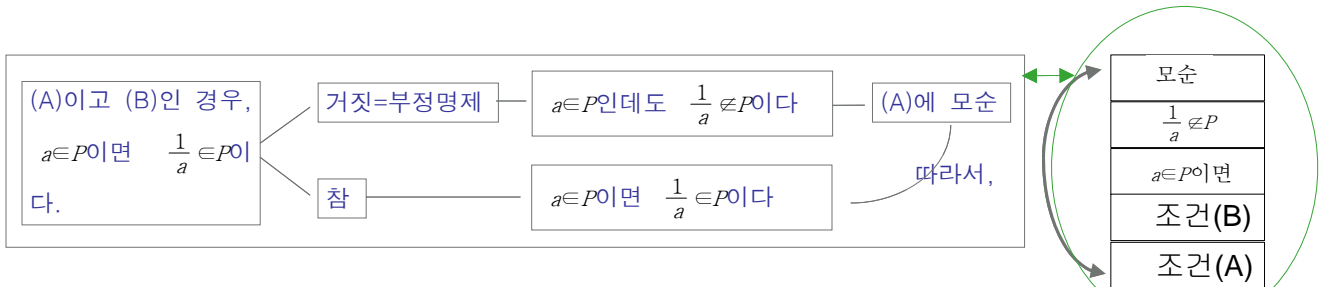 (A)이고 (B)인 경우,
a∈P이면 1/a ∈P이
다.
거짓=부정명제
a∈P인데도 1/a ∉P이다
(A)에 모순
참
a∈P이면 1/a ∈P이다
따라서,
모순
1/a ∉P
a∈P이면
조건(B)
조건(A)